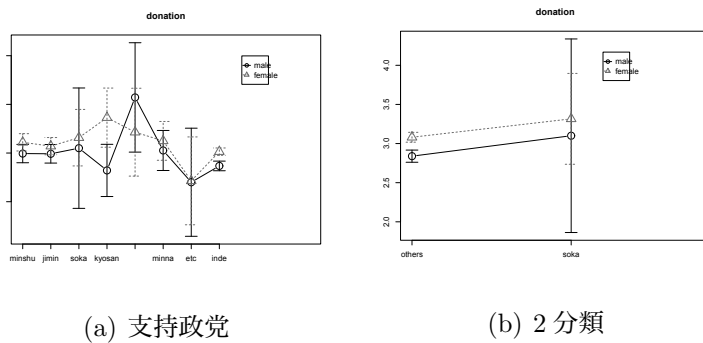 donation
male
female
minshu jimin soka kyosan minna etc inde
(a) 支持政党
donation
4.0
male
female
3.5
3.0
2.5
2.0
others soka
(b) 2 分類